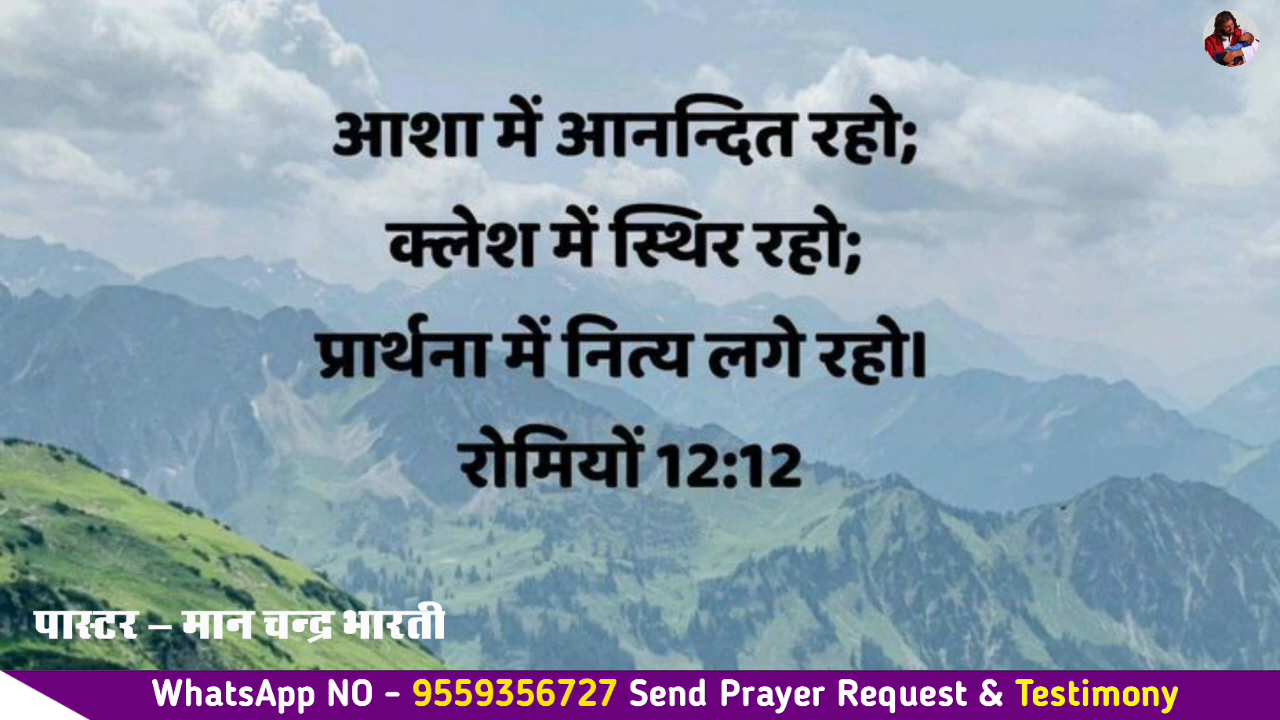 आशा में आनन्दित रहो;
क्लेश में स्थिर रहो;
प्रार्थना में नित्य लगे रहो।
रोमियों 12:12
पास्टर – मान चन्द्र भारती
WhatsApp NO - 9559356727 Send Prayer Request & Testimony